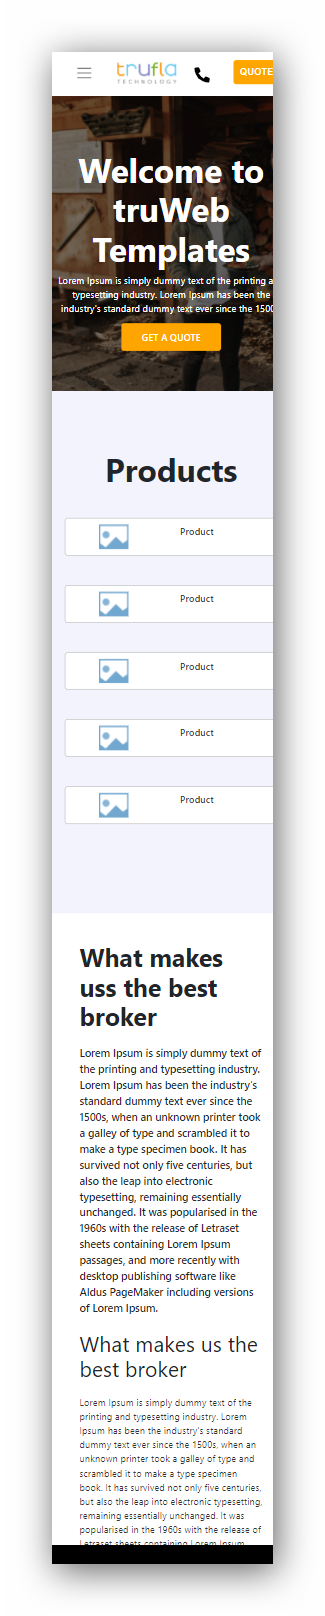 trufla
TECHNOLOGY
QUOTE
Welcome to
truWeb
Templates
Lorem Ipsum is simply dummy text of the printing a
typesetting industry. Lorem Ipsum has been the
industry's standard dummy text ever since the 1500
GET A QUOTE
Products
Product
Product
Product
Product
Product
What makes
uss the best
broker
Lorem Ipsum is simply dummy text of
the printing and typesetting industry.
Lorem Ipsum has been the industry's
standard dummy text ever since the
1500s, when an unknown printer took
a galley of type and scrambled it to
make a type specimen book. It has
survived not only five centuries, but
also the leap into electronic
typesetting, remaining essentially
unchanged. It was popularised in the
1960s with the release of Letraset
sheets containing Lorem Ipsum
passages, and more recently with
desktop publishing software like
Aldus PageMaker including versions
of Lorem Ipsum.
What makes us the
best broker
Lorem Ipsum is simply dummy text of the
printing and typesetting industry. Lorem
Ipsum has been the industry's standard
dummy text ever since the 1500s, when an
unknown printer took a galley of type and
scrambled it to make a type specimen
book. It has survived not only five centuries,
but also the leap into electronic typesetting,
remaining essentially unchanged. It was
popularised in the 1960s with the release of
Letraset sheets containing Lorem Ipsum